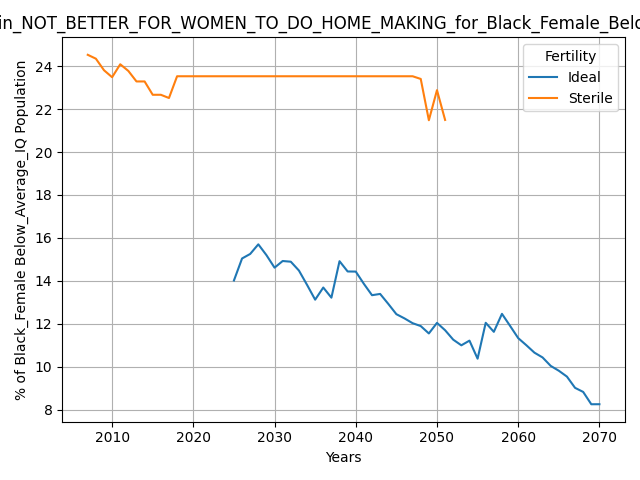 in_NOT_BETTER_FOR_WOMEN_TO_DO_HOME_MAKING_for_Black_Female_Belo
% of Black_Female Below_Average_IQ Population
24
22
20
18
16
14
12
10
8
Fertility
Ideal
Sterile
2010 2020 2030 2040 2050 2060 2070
Years